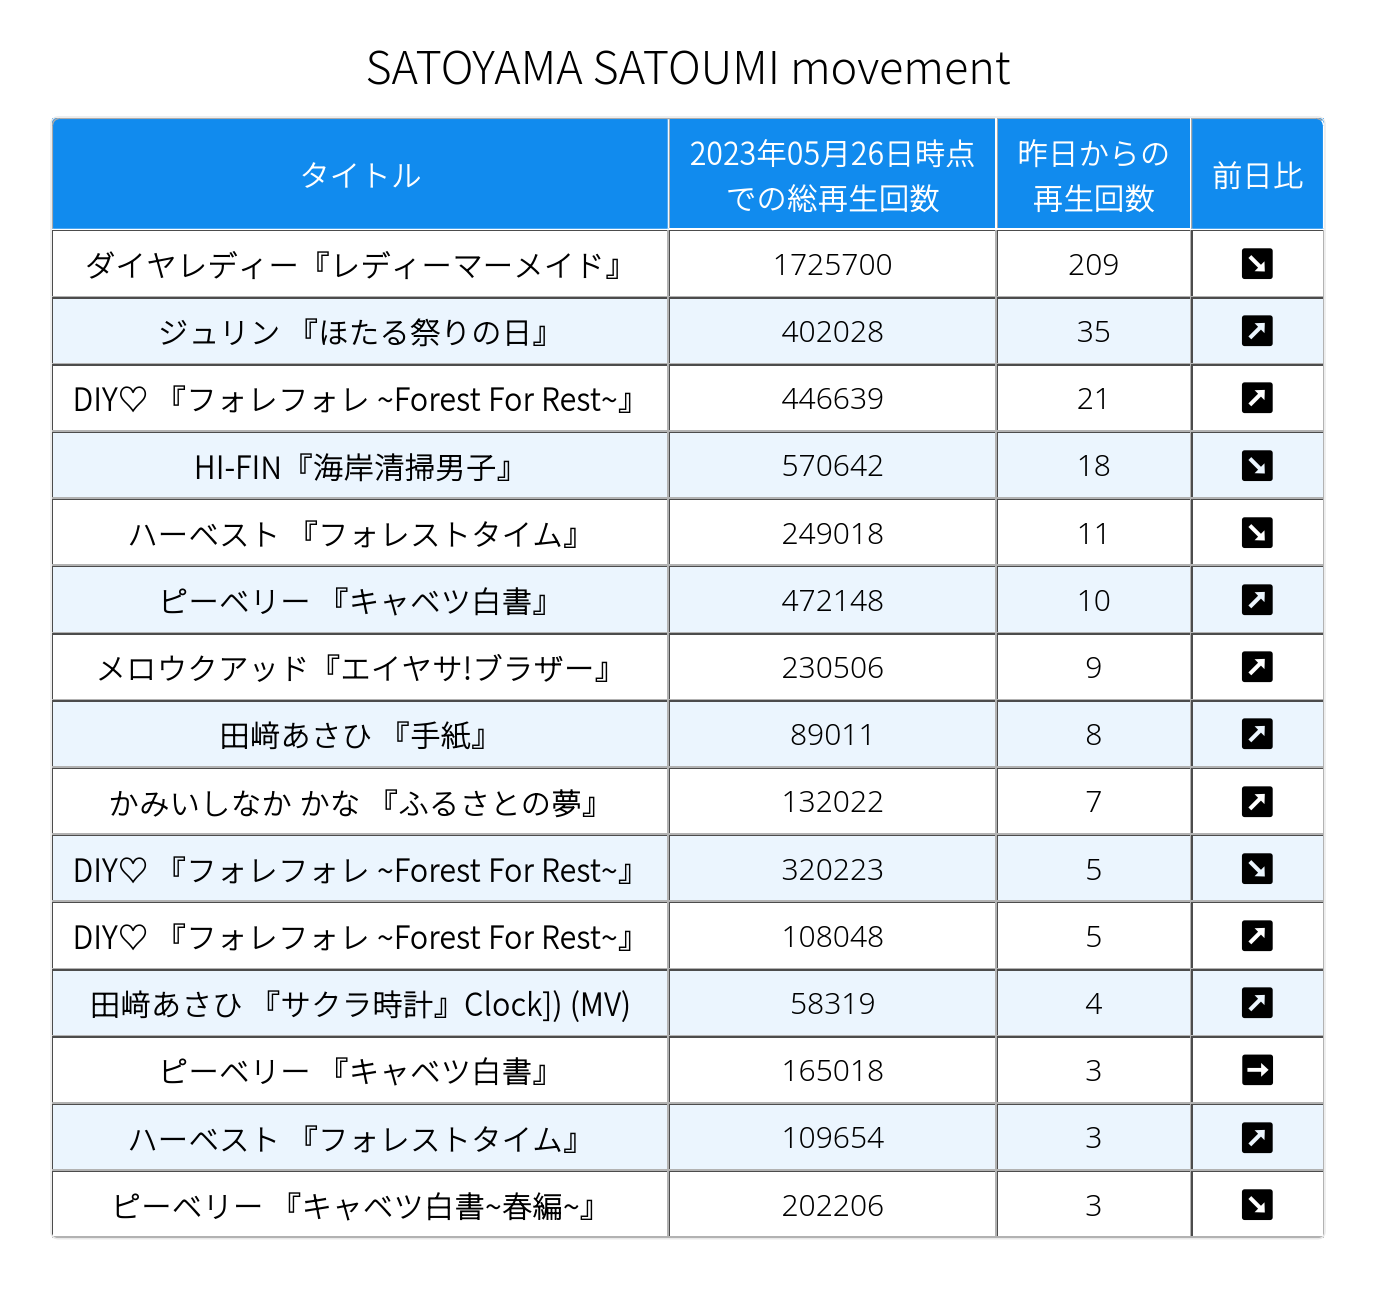 SATOYAMA SATOUMI movement
タイトル 2023年05月26日時点での総再生回数 昨日からの再生回数 前日比
ダイヤレディー『レディーマーメイド』 1725700 209 ↘
ジュリン 『ほたる祭りの日』 402028 35 ↗
DIY♡ 『フォレフォレ ~Forest For Rest~』 446639 21 ↗
HI-FIN『海岸清掃男子』 570642 18 ↘
ハーベスト 『フォレストタイム』 249018 11 ↘
ピーベリー 『キャベツ白書』 472148 10 ↗
メロウクアッド『エイヤサ!ブラザー』 230506 9 ↗
田﨑あさひ 『手紙』 89011 8 ↗
かみいしなか かな 『ふるさとの夢』 132022 7 ↗
DIY♡ 『フォレフォレ ~Forest For Rest~』 320223 5 ↘
DIY♡ 『フォレフォレ ~Forest For Rest~』 108048 5 ↗
田﨑あさひ 『サクラ時計』Clock]) (MV) 58319 4 ↗
ピーベリー 『キャベツ白書』 165018 3 →
ハーベスト 『フォレストタイム』 109654 3 ↗
ピーベリー 『キャベツ白書~春編~』 202206 3 ↘